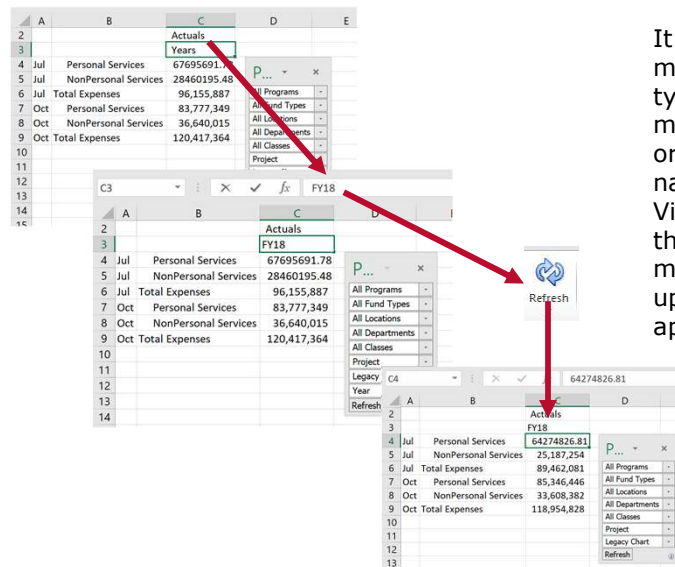 A B C D E
2 Actuals
3 Years
4 Jul Personal Services 67695691.78
5 Jul NonPersonal Services 28460195.48
6 Jul Total Expenses 96,155,887
7 Oct Personal Services 83,777,349
8 Oct NonPersonal Services 36,640,015
9 Oct Total Expenses 120,417,364
10
11
12
13
14
15
P... ×
All Programs
All Fund Types
All Locations
All Departments
All Classes
Project
C3 fx FY18
A B C D
2 Actuals
3 FY18
4 Jul Personal Services 67695691.78
5 Jul NonPersonal Services 28460195.48
6 Jul Total Expenses 96,155,887
7 Oct Personal Services 83,777,349
8 Oct NonPersonal Services 36,640,015
9 Oct Total Expenses 120,417,364
10
11
12
13
14
P... ×
All Programs
All Fund Types
All Locations
All Departments
All Classes
Project
Legacy
Year
Refresh
Refresh
C4 64274826.81
A B C D
2 Actuals
3 FY18
4 Jul Personal Services 64274826.81
5 Jul NonPersonal Services 25,187,254
6 Jul Total Expenses 89,462,081
7 Oct Personal Services 85,346,446
8 Oct NonPersonal Services 33,608,382
9 Oct Total Expenses 118,954,828
10
11
12
13
P... ×
All Programs
All Fund Types
All Locations
All Departments
All Classes
Project
Legacy Chart
Refresh
It
m
ty
m
or
na
Vi
th
m
up
ap